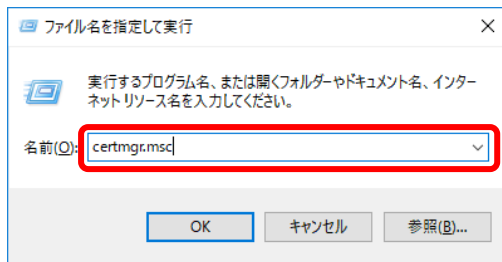 ファイル名を指定して実行
実行するプログラム名、または開くフォルダーやドキュメント名、インター
ネット リソース名を入力してください。
名前(O): certmgr.msc
OK キャンセル 参照(B)...